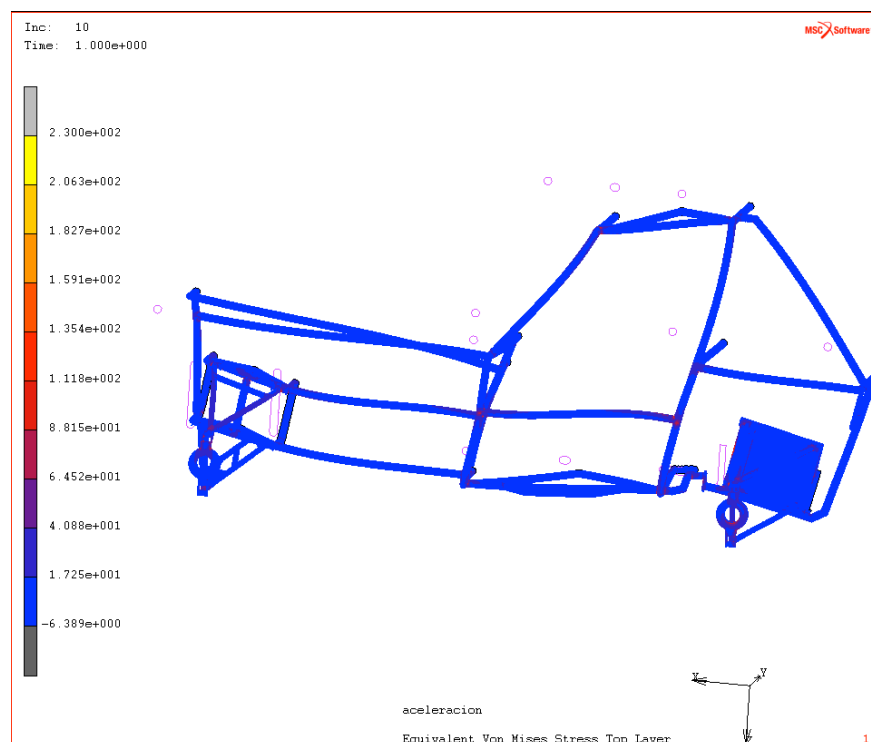 Inc: 10
Time: 1.000e+000
MSC Software
2.300e+002
2.063e+002
1.827e+002
1.591e+002
1.354e+002
1.118e+002
8.815e+001
6.452e+001
4.088e+001
1.725e+001
-6.389e+000
X
Y
aceleracion
Equivalent Von Mises Stress Top Layer
1